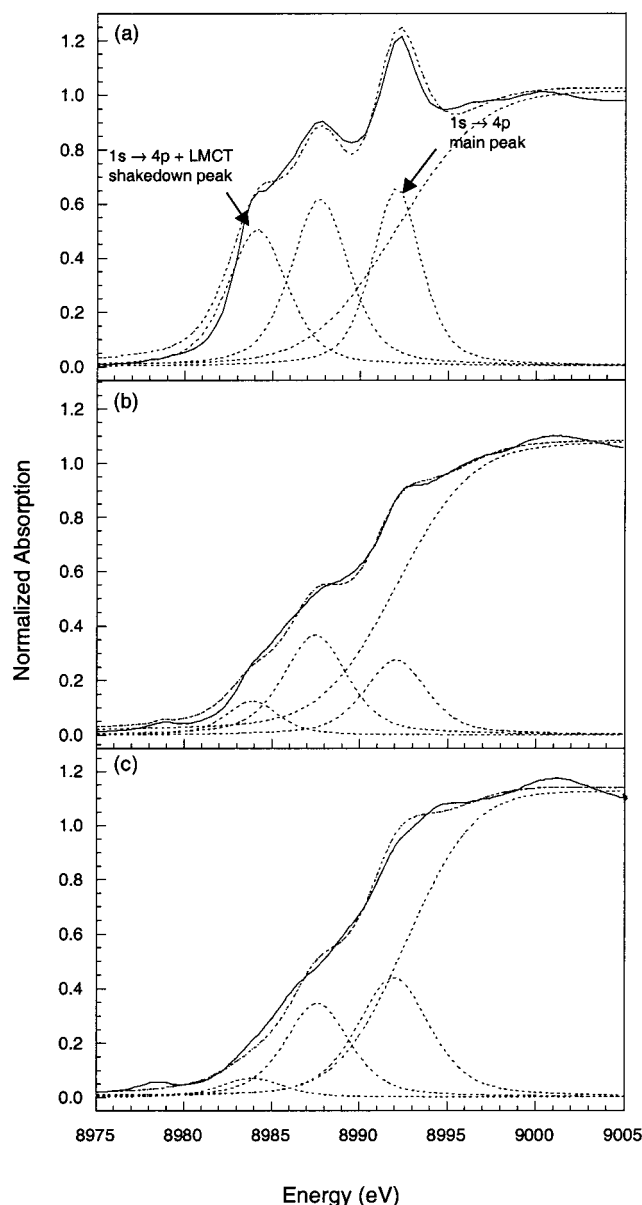 (a)
1.2
1.0
0.8
0.6
0.4
0.2
0.0
1s → 4p + LMCT
shakedown peak
1s → 4p
main peak
(b)
1.2
1.0
0.8
0.6
0.4
0.2
0.0
Normalized Absorption
(c)
1.2
1.0
0.8
0.6
0.4
0.2
0.0
8975 8980 8985 8990 8995 9000 9005
Energy (eV)